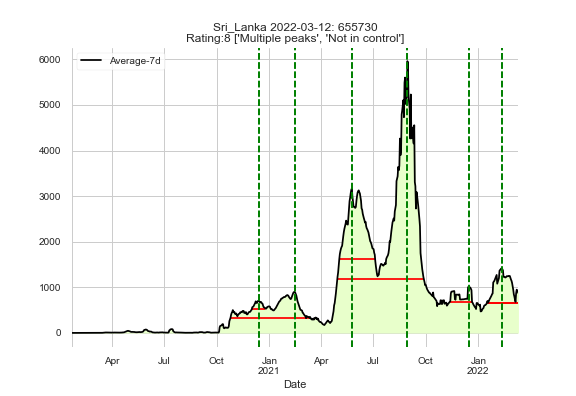 Sri_Lanka 2022-03-12: 655730
Rating:8 ['Multiple peaks', 'Not in control']
Average-7d
6000
5000
4000
3000
2000
1000
0
Apr Jul Oct Jan Apr Jul Oct Jan
2021 2022
Date